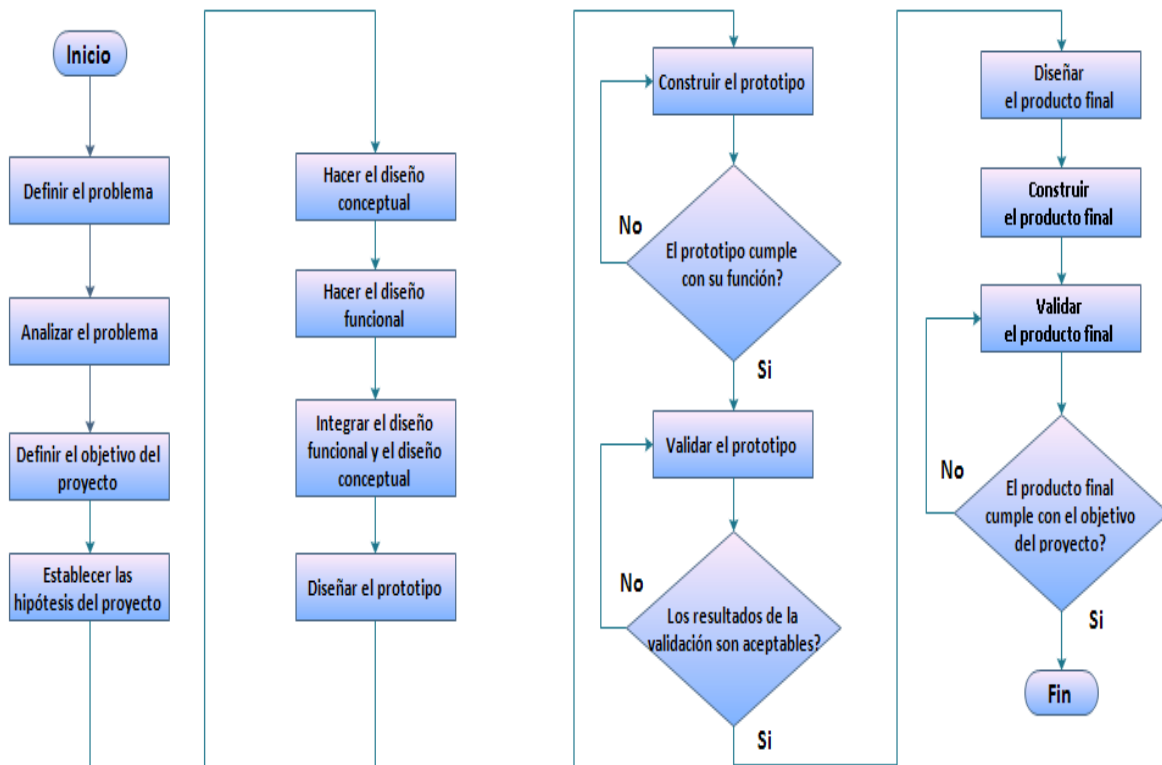 Inicio
Definir el problema
Analizar el problema
Definir el objetivo del
proyecto
Establecer las
hipótesis del proyecto
Hacer el diseño
conceptual
Hacer el diseño
funcional
Integrar el diseño
funcional y el diseño
conceptual
Diseñar el prototipo
Construir el prototipo
No
El prototipo cumple
con su función?
Si
Validar el prototipo
No
Los resultados de la
validación son aceptables?
Si
Diseñar
el producto final
Construir
el producto final
Validar
el producto final
No
El producto final
cumple con el objetivo
del proyecto?
Si
Fin